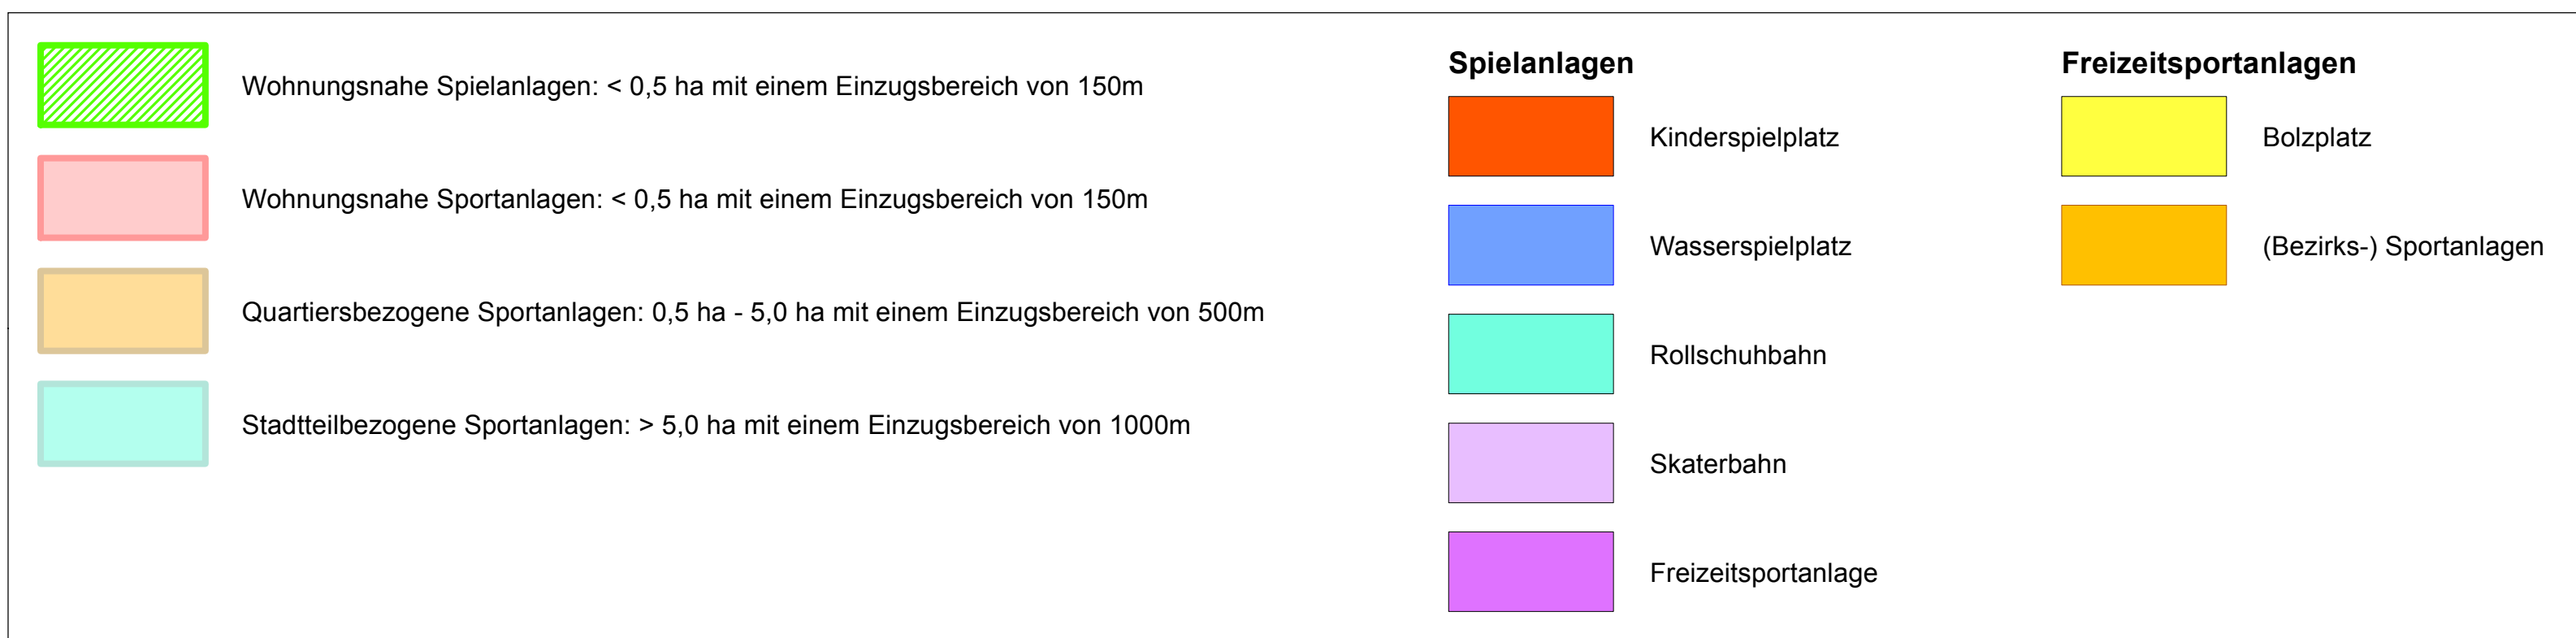 Wohnungsnahe Spielanlagen: < 0,5 ha mit einem Einzugsbereich von 150m
Wohnungsnahe Sportanlagen: < 0,5 ha mit einem Einzugsbereich von 150m
Quartiersbezogene Sportanlagen: 0,5 ha - 5,0 ha mit einem Einzugsbereich von 500m
Stadtteilbezogene Sportanlagen: > 5,0 ha mit einem Einzugsbereich von 1000m
Spielanlagen
Kinderspielplatz
Wasserspielplatz
Rollschuhbahn
Skaterbahn
Freizeitsportanlage
Freizeitsportanlagen
Bolzplatz
(Bezirks-) Sportanlagen